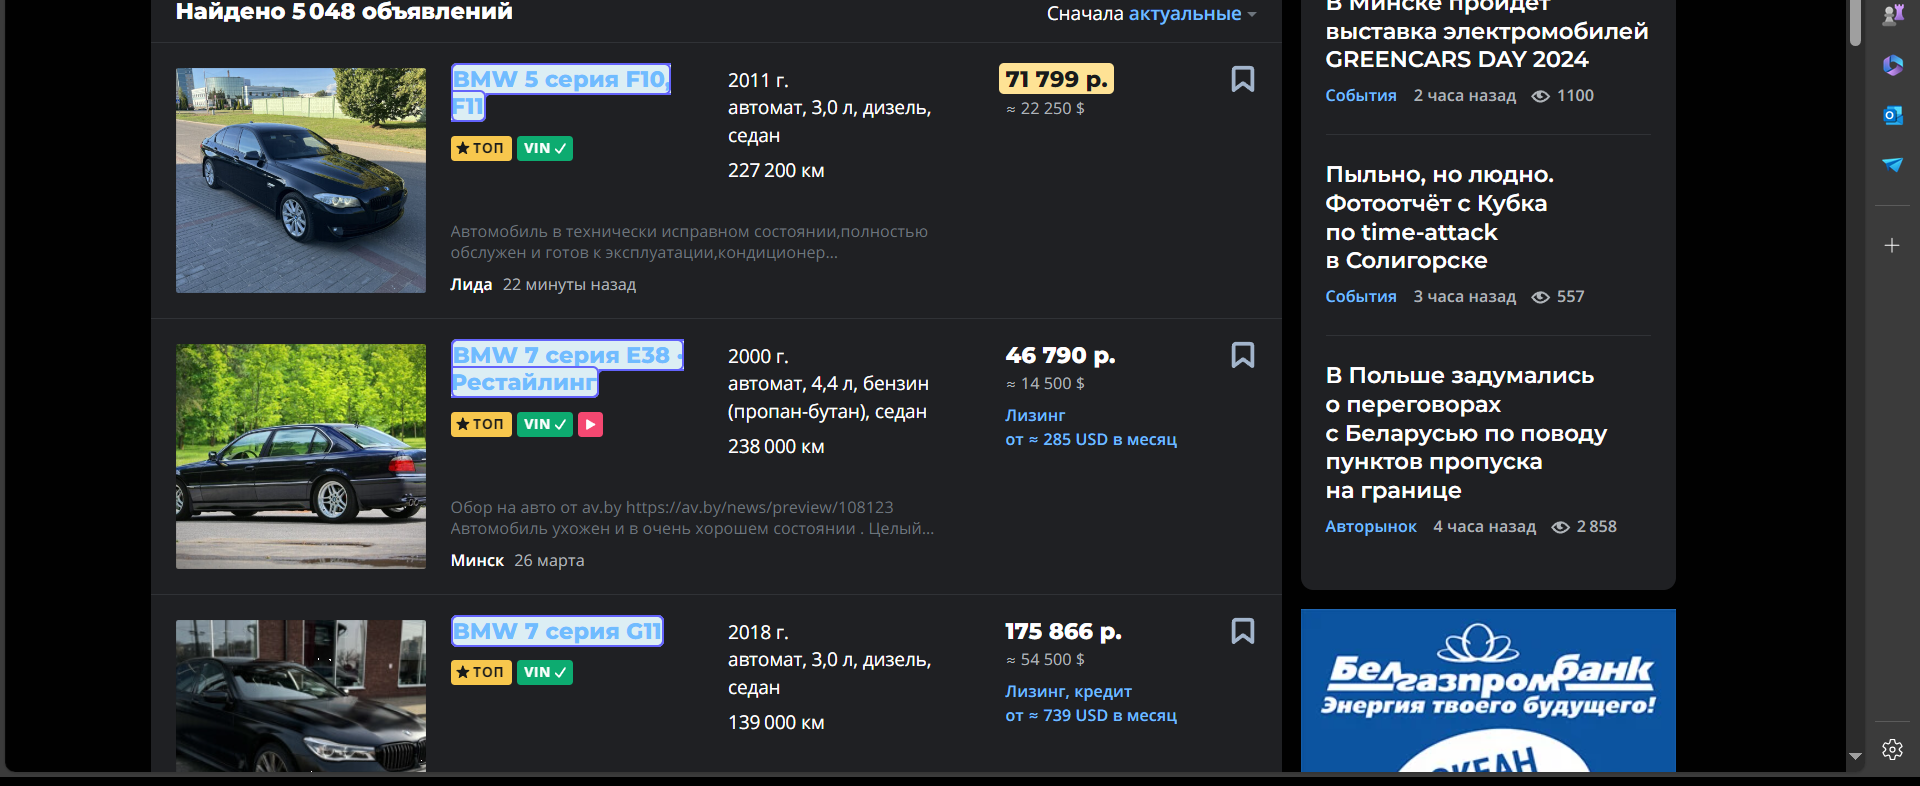 Найдено 5 048 объявлений
Сначала актуальные
BMW 5 серия F10,
F11
ТОП VIN
2011 г.
автомат, 3,0 л, дизель,
седан
227 200 км
71 799 р.
≈ 22 250 $
Автомобиль в технически исправном состоянии,полностью
обслужен и готов к эксплуатации,кондиционер...
Лида 22 минуты назад
BMW 7 серия E38 ·
Рестайлинг
ТОП VIN
2000 г.
автомат, 4,4 л, бензин
(пропан-бутан), седан
238 000 км
46 790 р.
≈ 14 500 $
Лизинг
от ≈ 285 USD в месяц
Обор на авто от av.by https://av.by/news/preview/108123
Автомобиль ухожен и в очень хорошем состоянии . Целый...
Минск 26 марта
BMW 7 серия G11
ТОП VIN
2018 г.
автомат, 3,0 л, дизель,
седан
139 000 км
175 866 р.
≈ 54 500 $
Лизинг, кредит
от ≈ 739 USD в месяц
В Минске пройдет
выставка электромобилей
GREENCARS DAY 2024
События 2 часа назад 1100
Пыльно, но людно.
Фотоотчёт с Кубка
по time-attack
в Солигорске
События 3 часа назад 557
В Польше задумались
о переговорах
с Беларусью по поводу
пунктов пропуска
на границе
Авторынок 4 часа назад 2 858
Белгазпромбанк
Энергия твоего будущего!
ОКЕАН